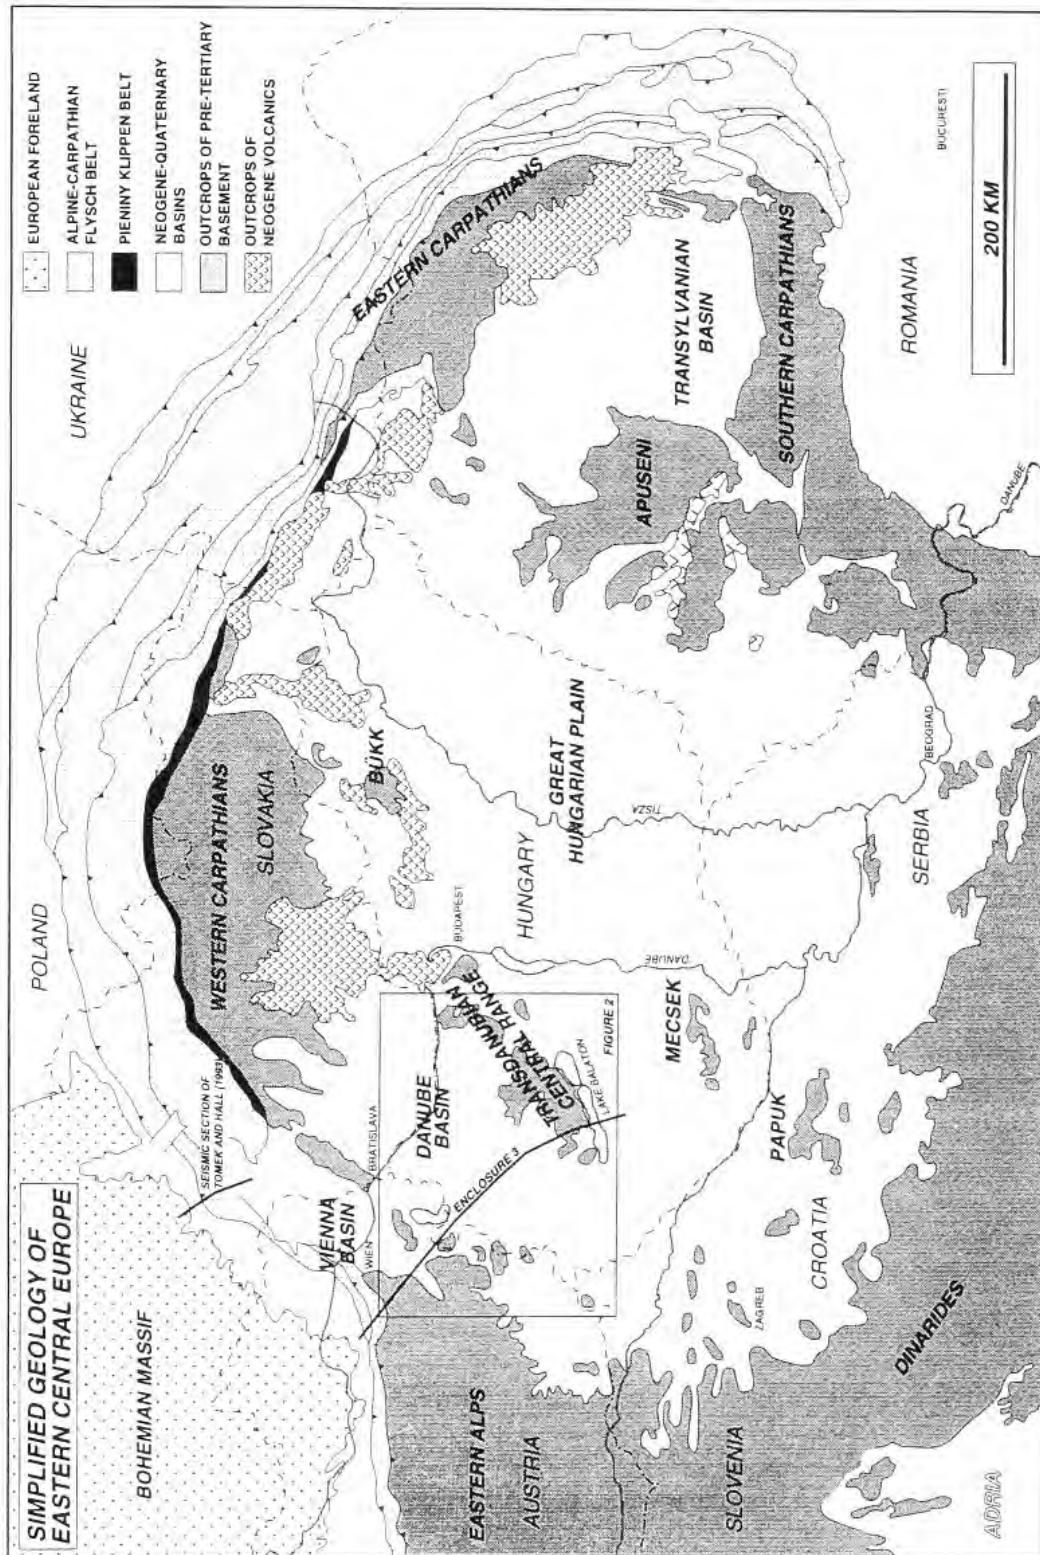 SIMPLIFIED GEOLOGY OF
EASTERN CENTRAL EUROPE
EUROPEAN FORELAND
ALPINE-CARPATHIAN
FLYSCH BELT
PIENINY KLIPPEN BELT
NEOGENE-QUATERNARY
BASINS
OUTCROPS OF PRE-TERTIARY
BASEMENT
OUTCROPS OF
NEOGENE VOLCANICS
BOHEMIAN MASSIF
POLAND
UKRAINE
SEISMIC SECTION OF
TOMEK AND HALL (1993)
WESTERN CARPATHIANS
SLOVAKIA
EASTERN CARPATHIANS
VIENNA
BASIN
WIEN
BRATISLAVA
DANUBE
BASIN
ENCLOSURE 3
TRANSDANUBIAN
CENTRAL RANGE
LAKE BALATON
FIGURE 2
BUDAPEST
BÜKK
HUNGARY
GREAT
HUNGARIAN PLAIN
TISZA
DANUBE
APUSENI
TRANSYLVANIAN
BASIN
SOUTHERN CARPATHIANS
ROMANIA
BUCURESTI
200 KM
DANUBE
EASTERN ALPS
AUSTRIA
SLOVENIA
MECSEK
PAPUK
ZAGREB
CROATIA
SERBIA
BEOGRAD
DINARIDES
ADRIA